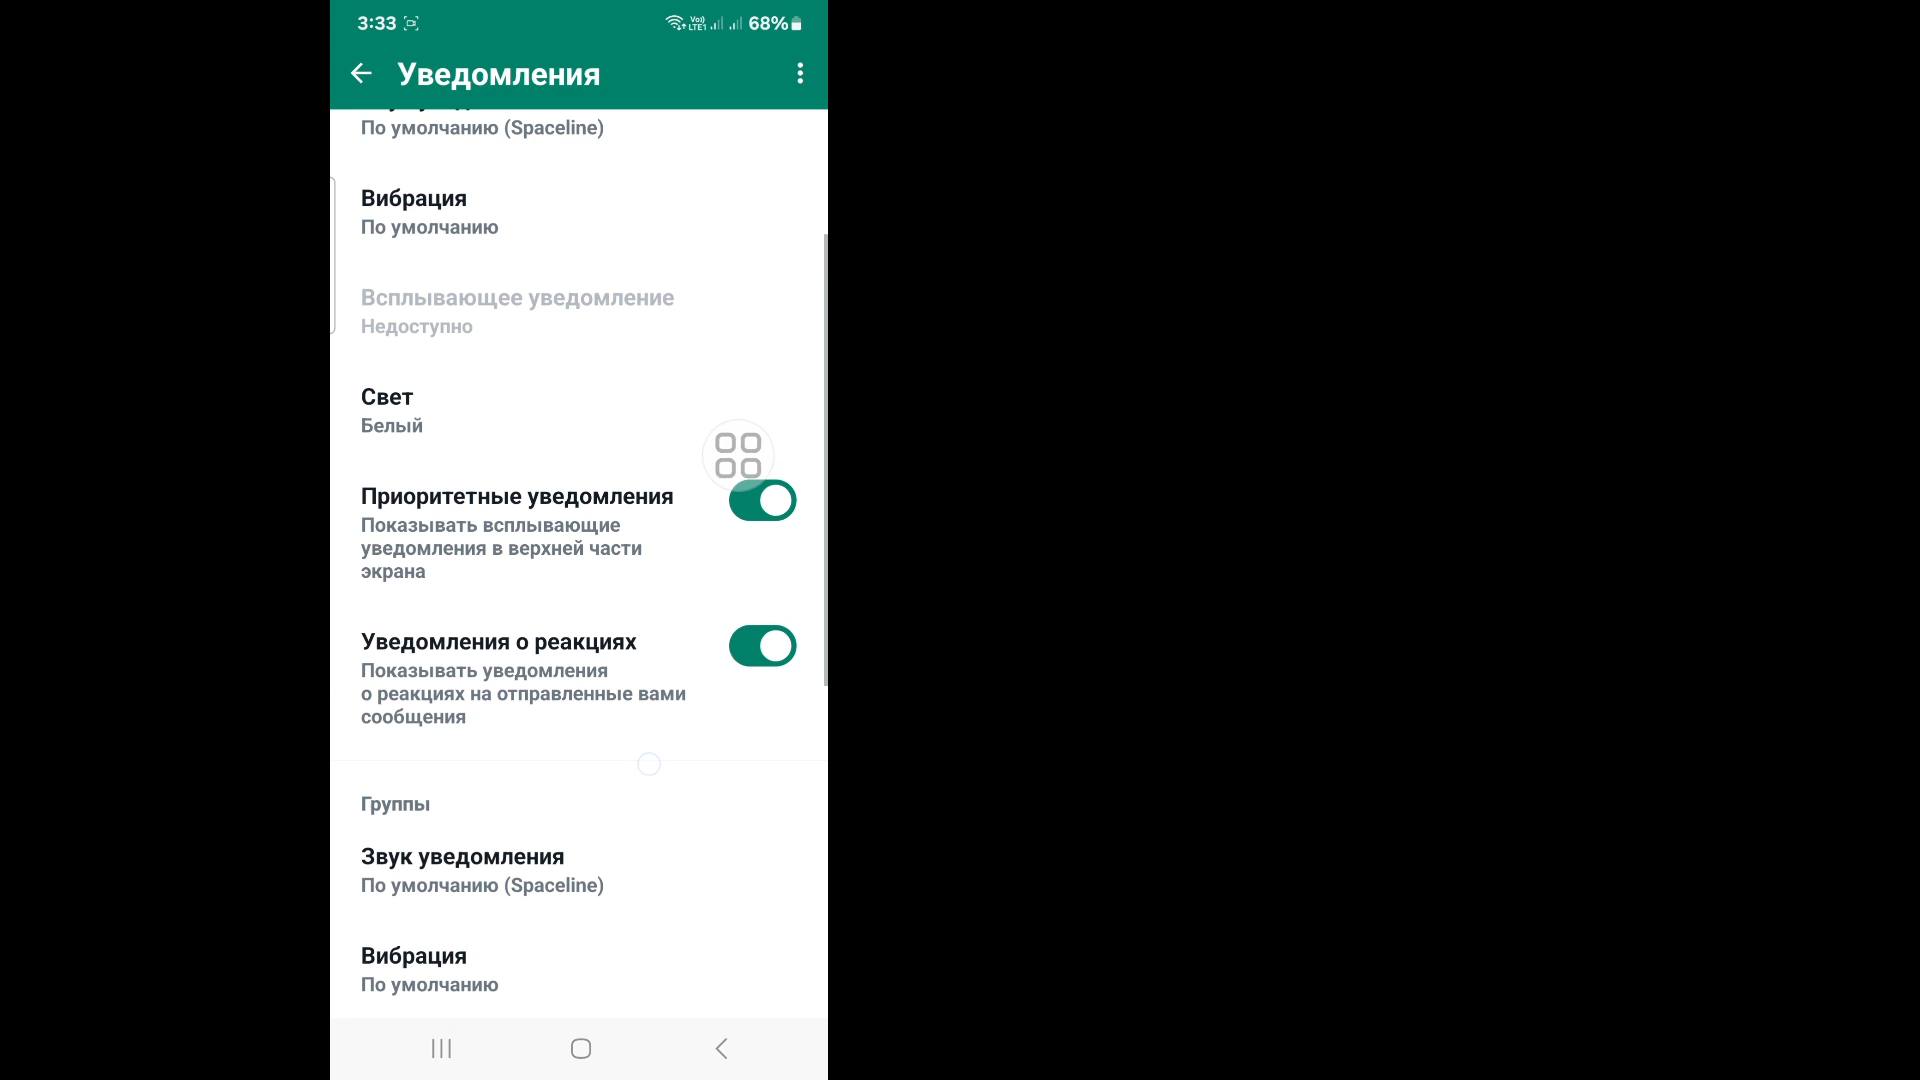 3:33
Vo)) LTE1 68%
Уведомления
По умолчанию (Spaceline)
Вибрация
По умолчанию
Всплывающее уведомление
Недоступно
Свет
Белый
Приоритетные уведомления
Показывать всплывающие
уведомления в верхней части
экрана
Уведомления о реакциях
Показывать уведомления
о реакциях на отправленные вами
сообщения
Группы
Звук уведомления
По умолчанию (Spaceline)
Вибрация
По умолчанию